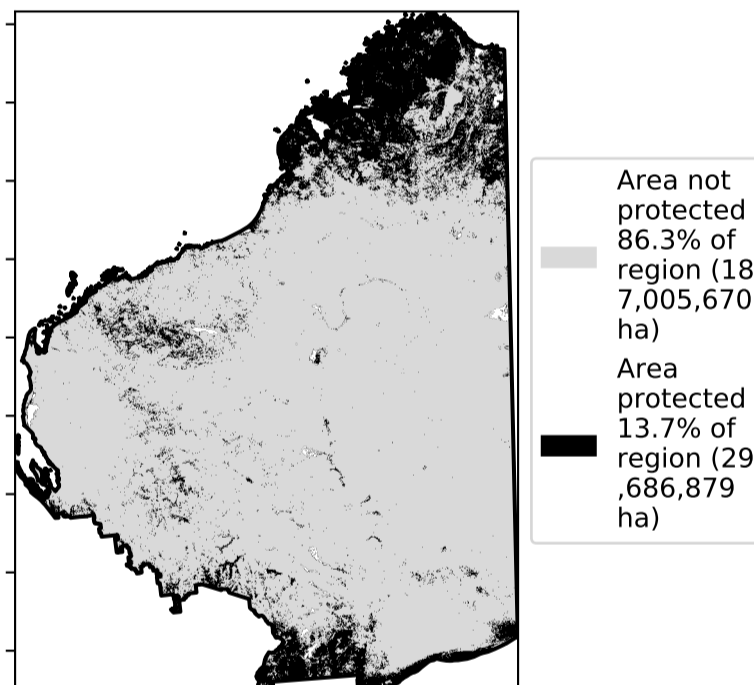 Area not
protected
86.3% of
region (18
7,005,670
ha)
Area
protected
13.7% of
region (29
,686,879
ha)